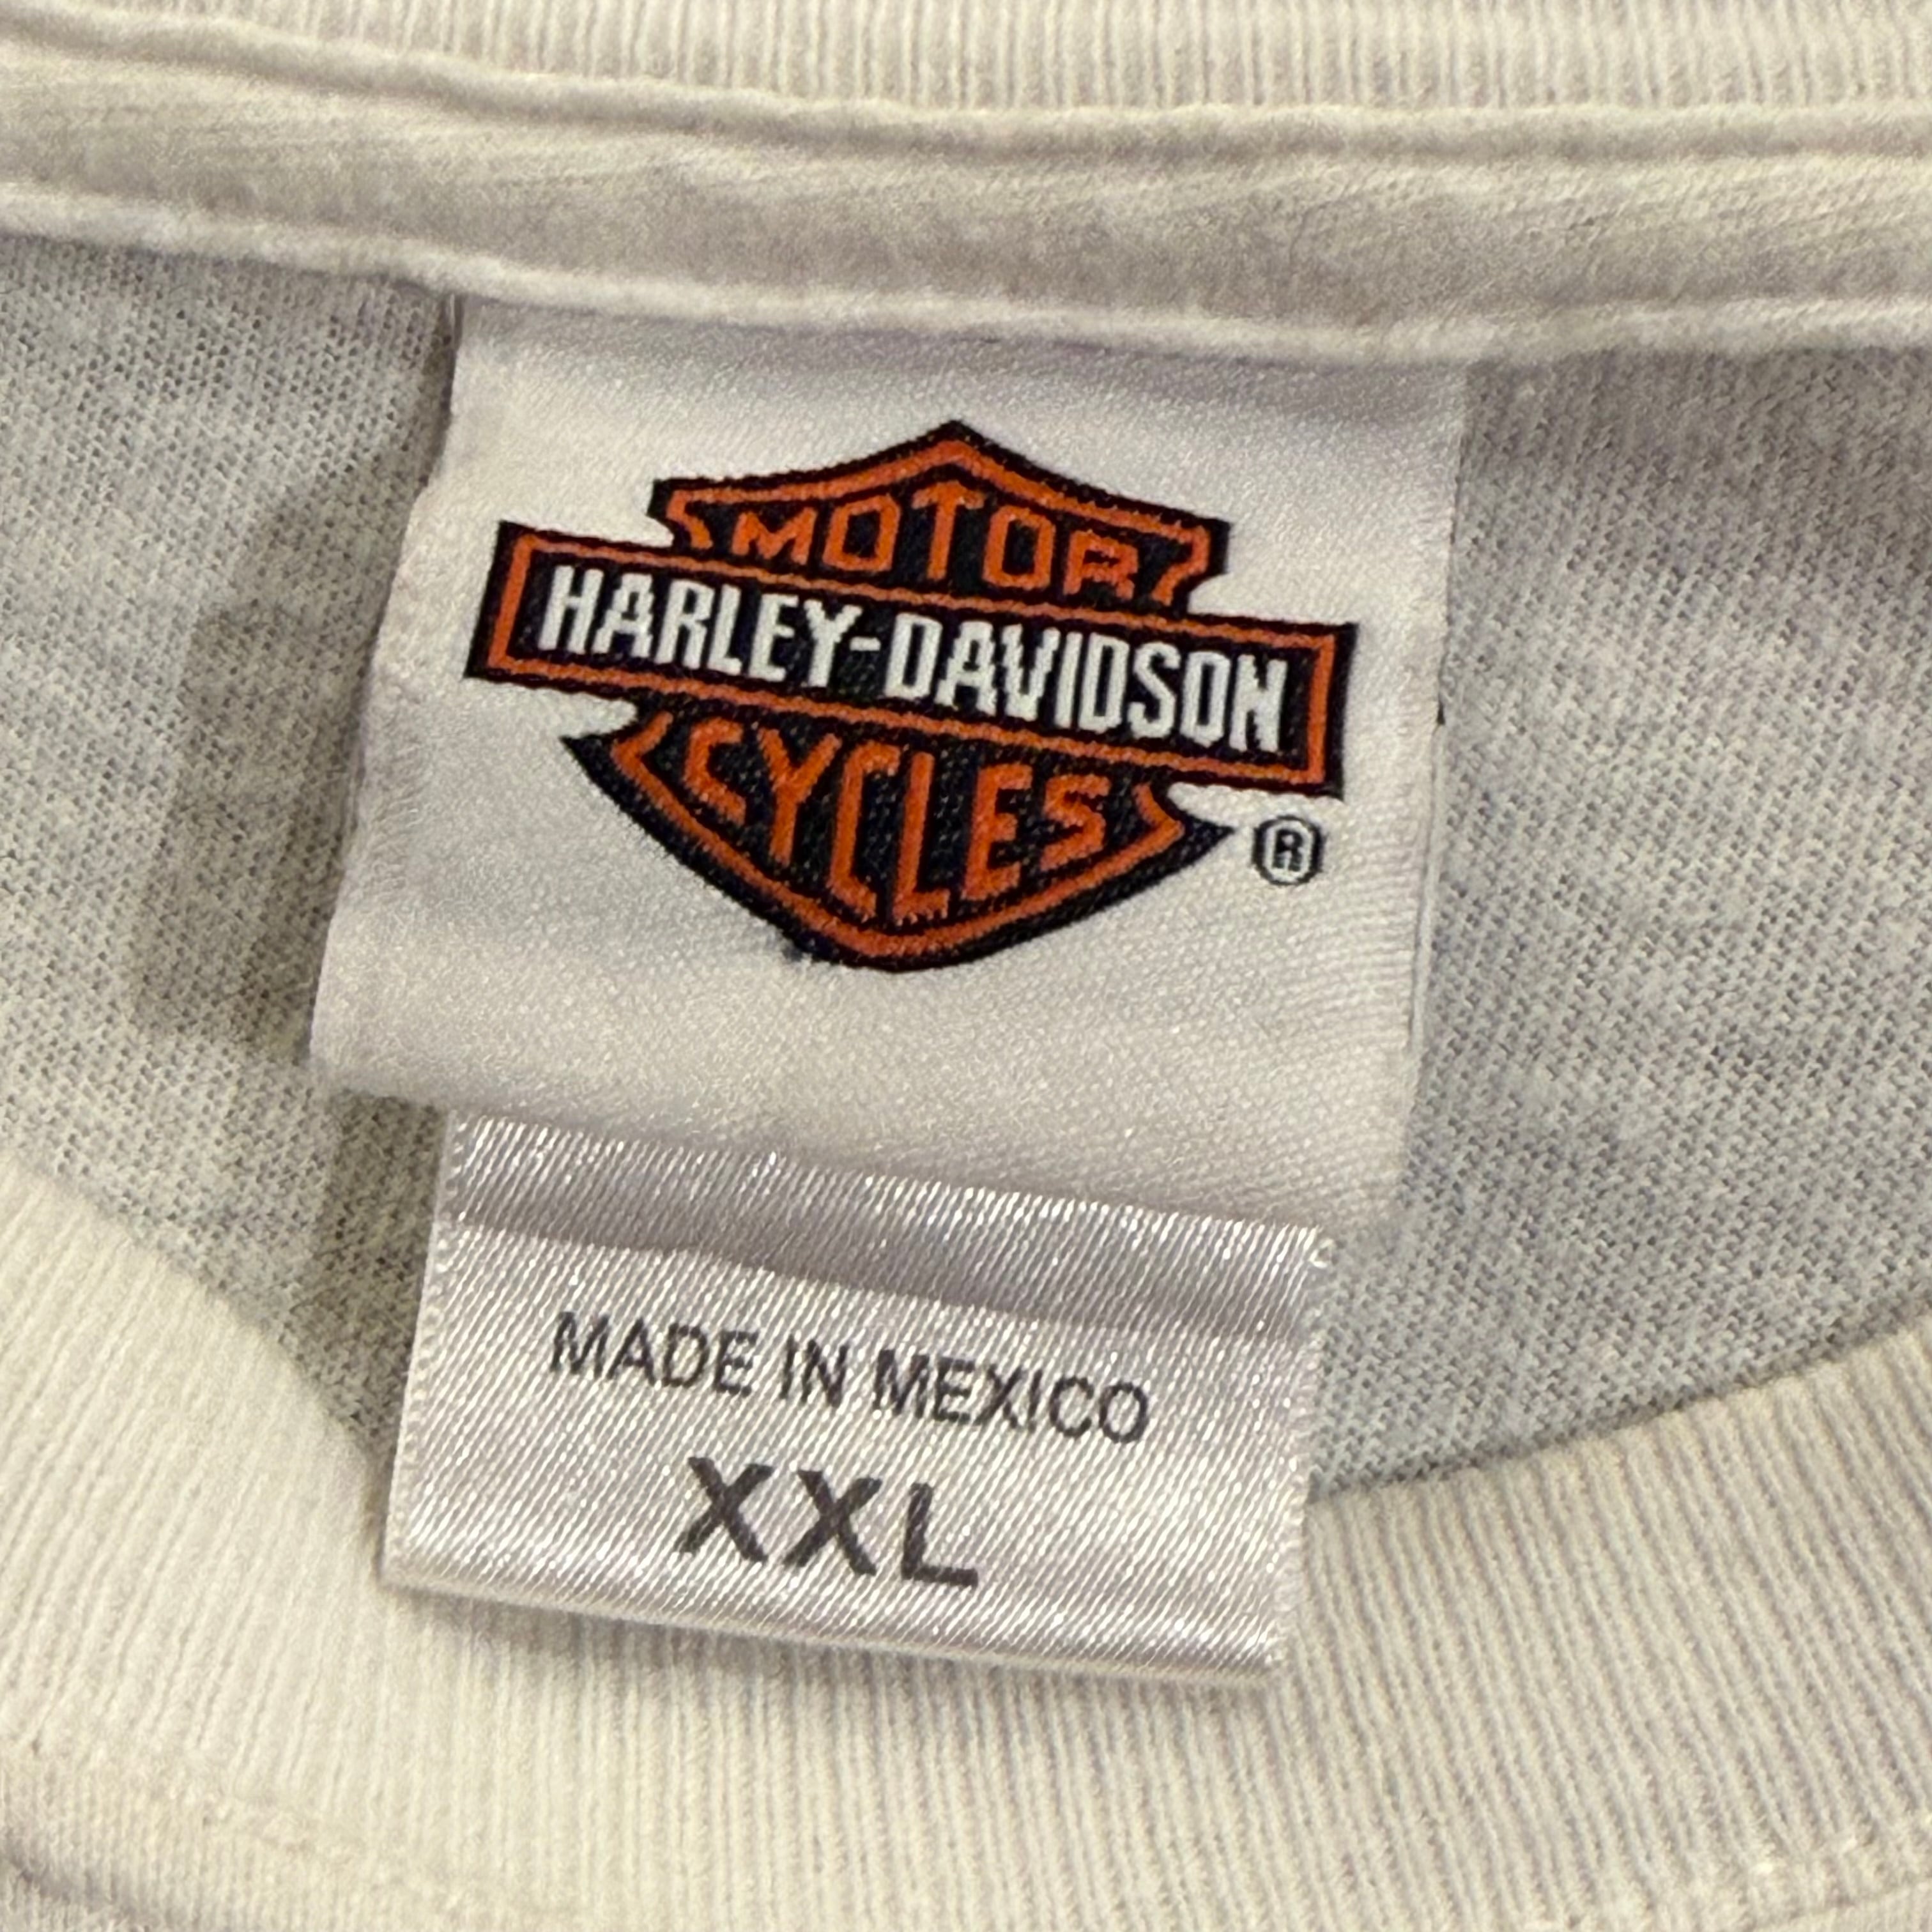 MOTOR
HARLEY-DAVIDSON
CYCLES
®
MADE IN MEXICO
XXL